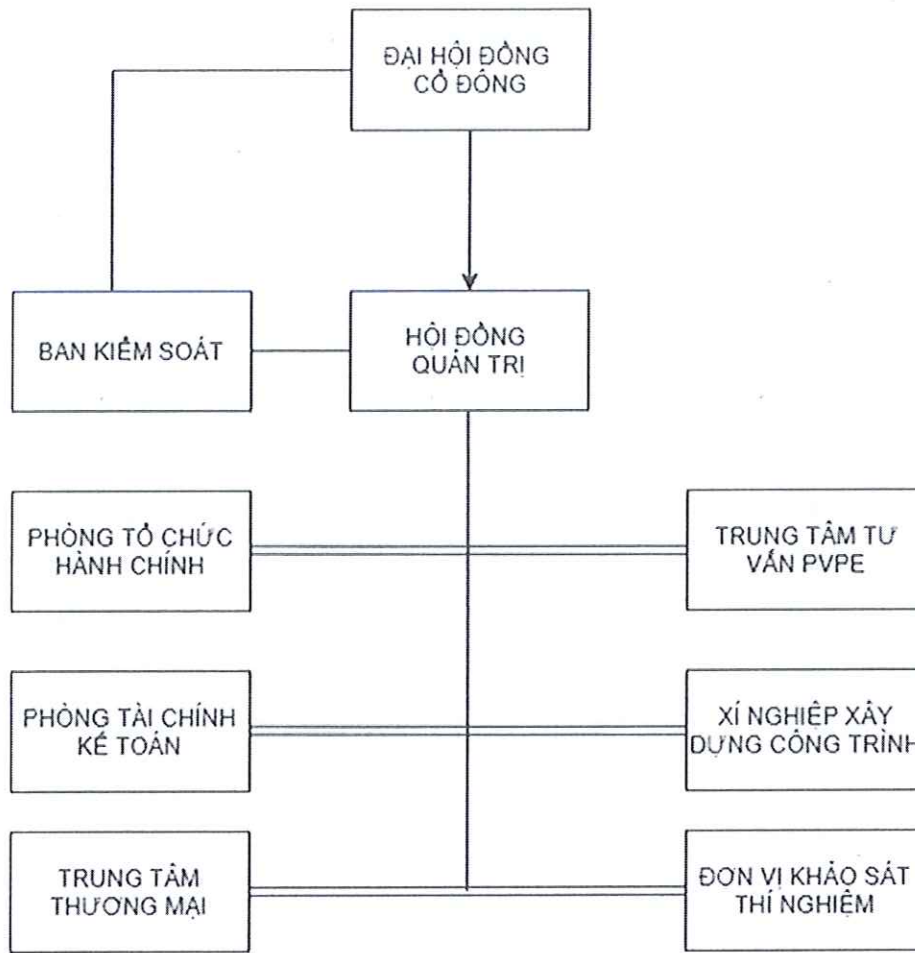 ĐẠI HỘI ĐỒNG
CỔ ĐÔNG
BAN KIỂM SOÁT
HỘI ĐỒNG
QUẢN TRỊ
PHÒNG TỔ CHỨC
HÀNH CHÍNH
TRUNG TÂM TƯ
VẤN PVPE
PHÒNG TÀI CHÍNH
KẾ TOÁN
XÍ NGHIỆP XÂY
DỰNG CÔNG TRÌNH
TRUNG TÂM
THƯƠNG MẠI
ĐƠN VỊ KHẢO SÁT
THÍ NGHIỆM